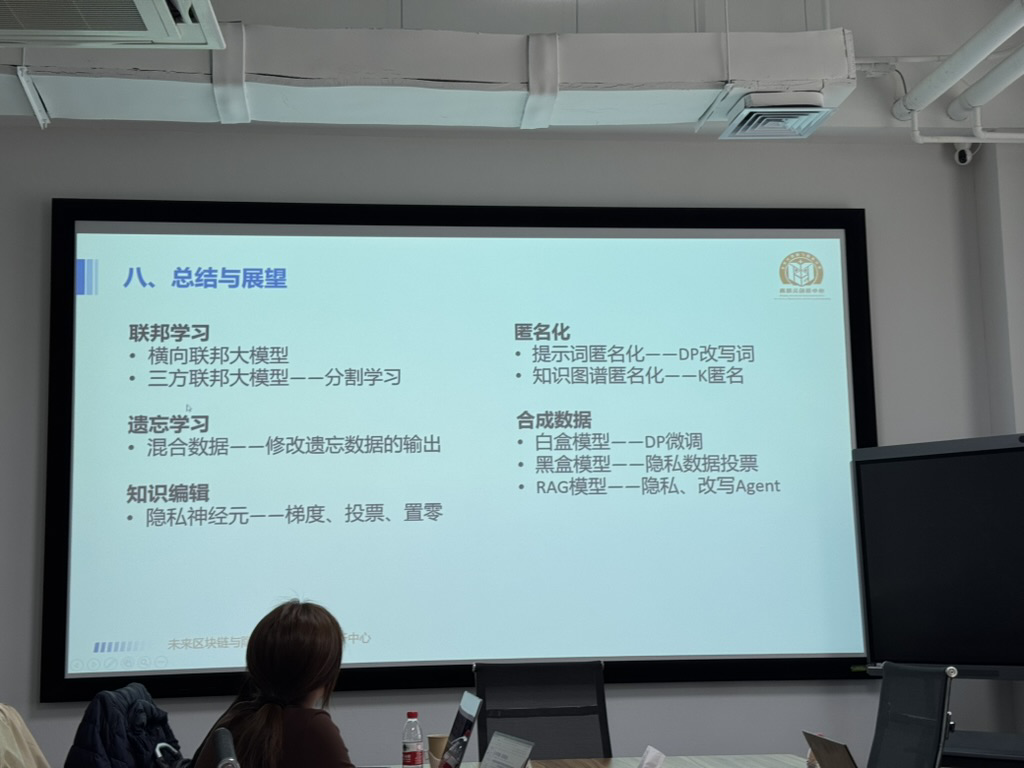 八、总结与展望
联邦学习
• 横向联邦大模型
• 三方联邦大模型——分割学习
遗忘学习
• 混合数据——修改遗忘数据的输出
知识编辑
• 隐私神经元——梯度、投票、置零
匿名化
• 提示词匿名化——DP改写词
• 知识图谱匿名化——K匿名
合成数据
• 白盒模型——DP微调
• 黑盒模型——隐私数据投票
• RAG模型——隐私、改写Agent
未来区块链与
中心